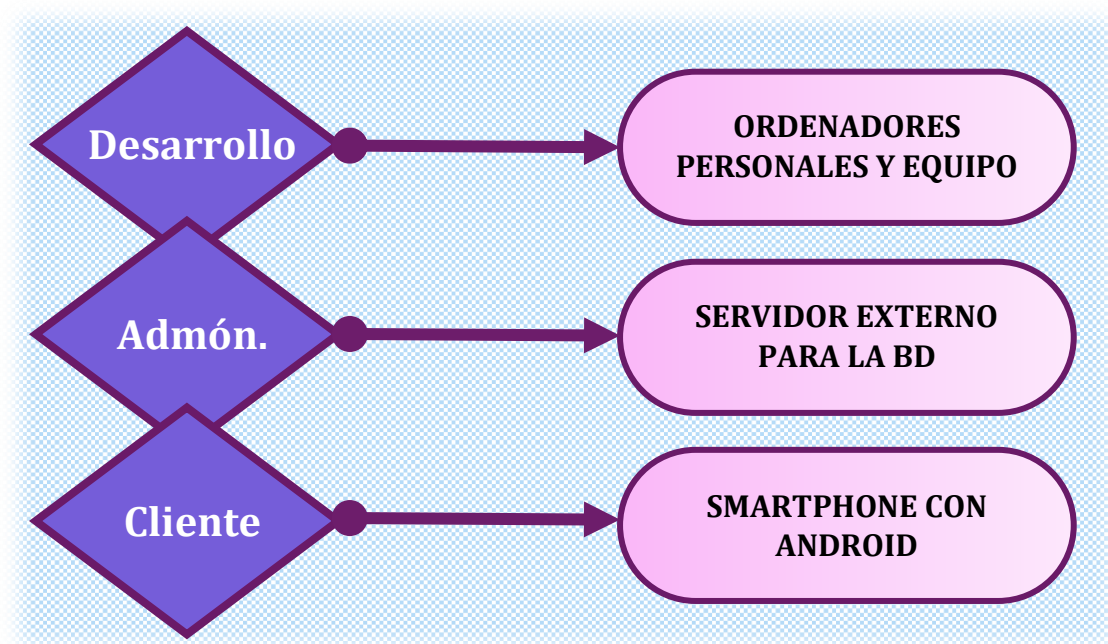 Desarrollo
ORDENADORES
PERSONALES Y EQUIPO
Admón.
SERVIDOR EXTERNO
PARA LA BD
Cliente
SMARTPHONE CON
ANDROID